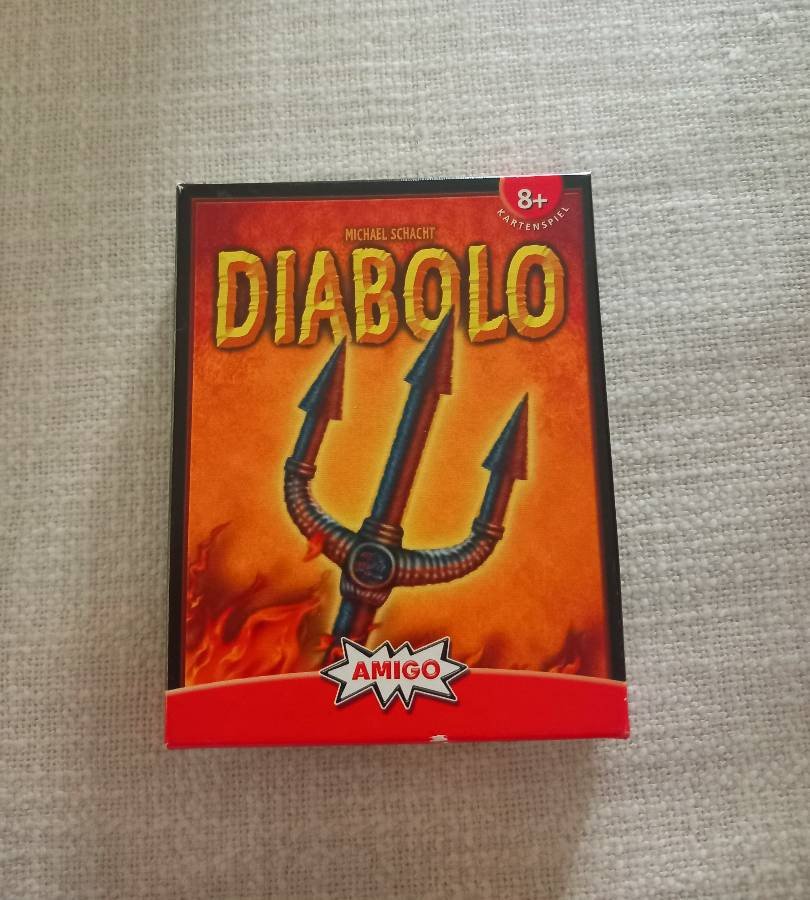 8+
KARTENSPIEL
MICHAEL SCHACHT
DIABOLO
AMIGO